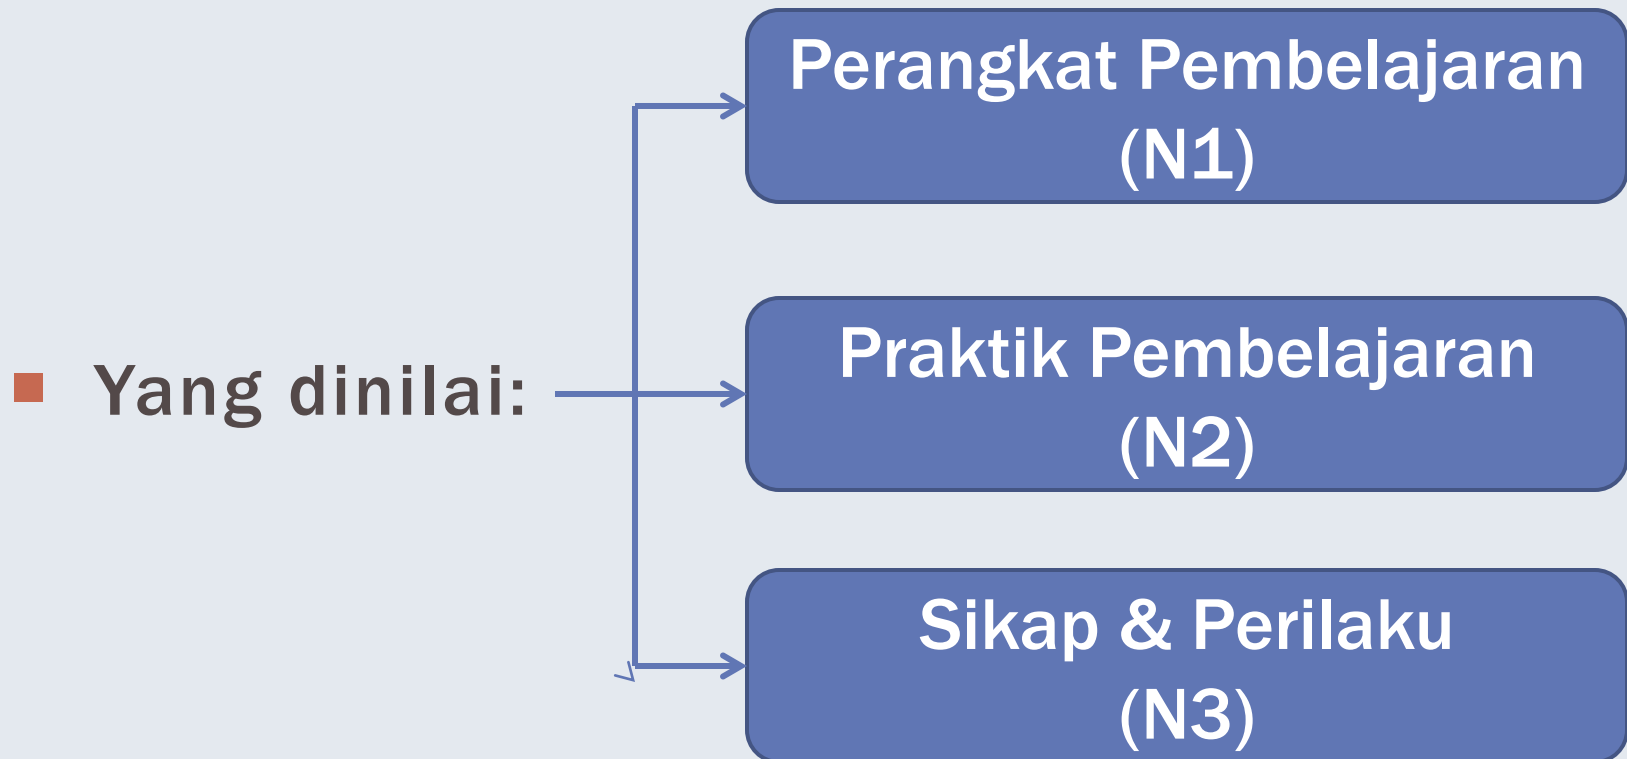 Perangkat Pembelajaran
(N1)
Yang dinilai:
Praktik Pembelajaran
(N2)
Sikap & Perilaku
(N3)